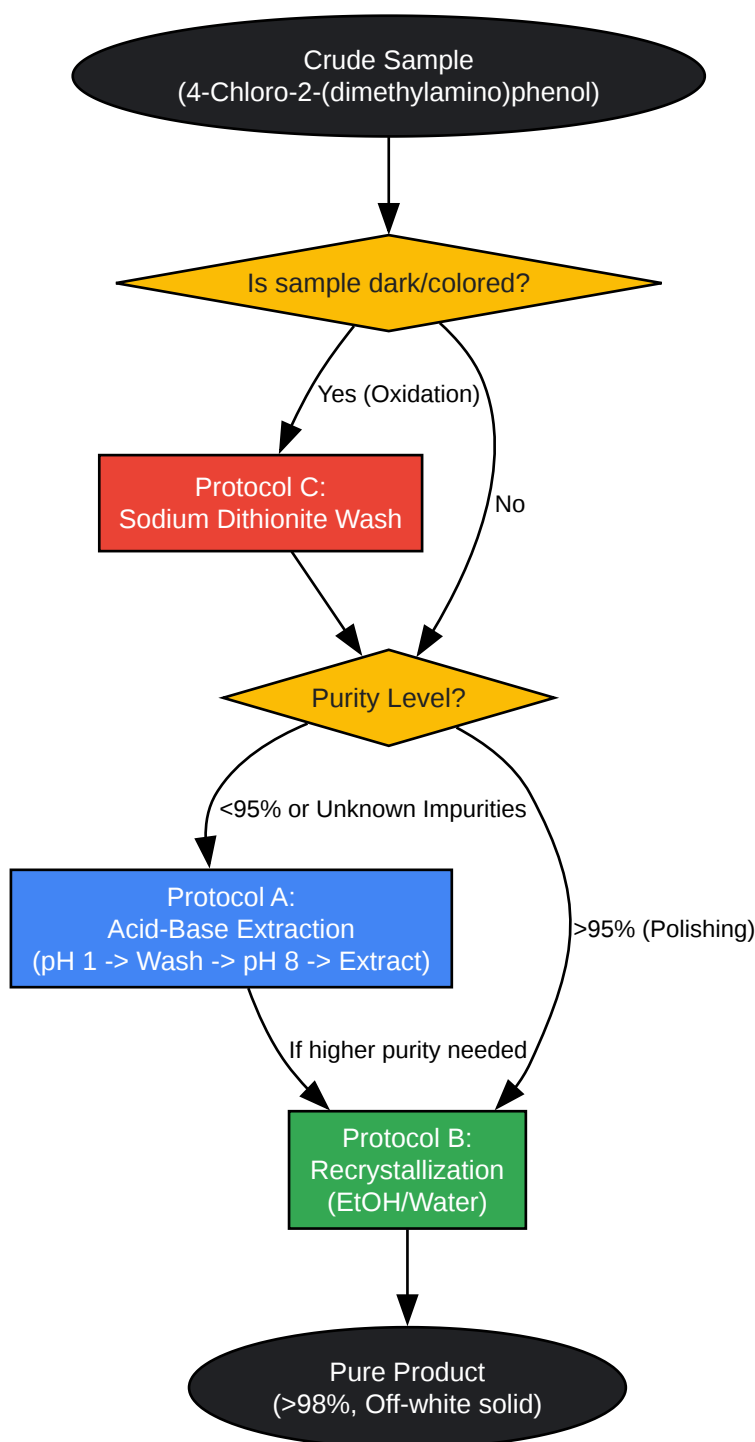 Crude Sample
(4-Chloro-2-(dimethylamino)phenol)
Is sample dark/colored?
Yes (Oxidation)
Protocol C:
Sodium Dithionite Wash
No
Purity Level?
<95% or Unknown Impurities
Protocol A:
Acid-Base Extraction
(pH 1 -> Wash -> pH 8 -> Extract)
>95% (Polishing)
If higher purity needed
Protocol B:
Recrystallization
(EtOH/Water)
Pure Product
(>98%, Off-white solid)